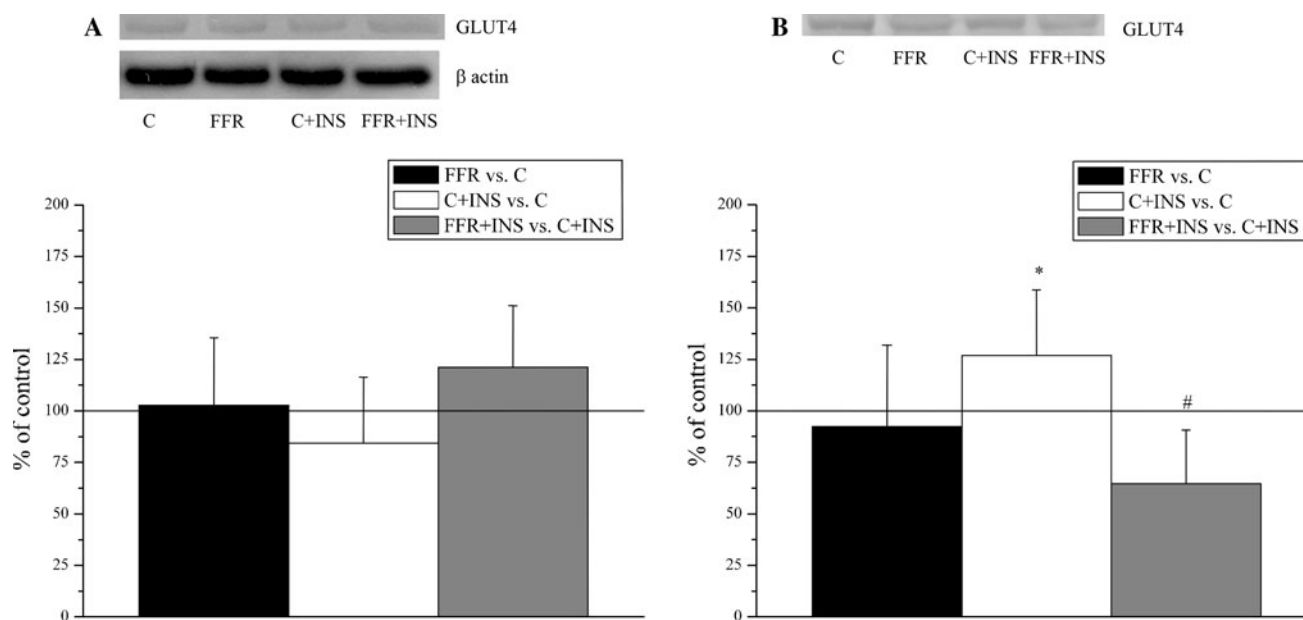 A
GLUT4
β actin
C FFR C+INS FFR+INS
FFR vs. C
C+INS vs. C
FFR+INS vs. C+INS
% of control
200
175
150
125
100
75
50
25
0
B
GLUT4
C FFR C+INS FFR+INS
FFR vs. C
C+INS vs. C
FFR+INS vs. C+INS
% of control
200
175
150
125
100
75
50
25
0
*
#